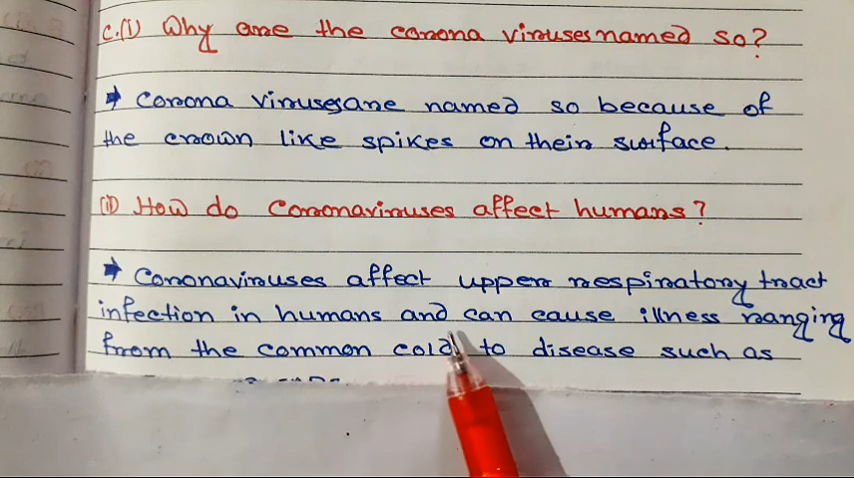 C.(i) Why are the corona viruses named so?
→ Corona viruses are named so because of
the crown like spikes on their surface.
(ii) How do Coronaviruses affect humans?
→ Coronaviruses affect upper respiratory tract
infection in humans and can cause illness ranging
from the common cold to disease such as